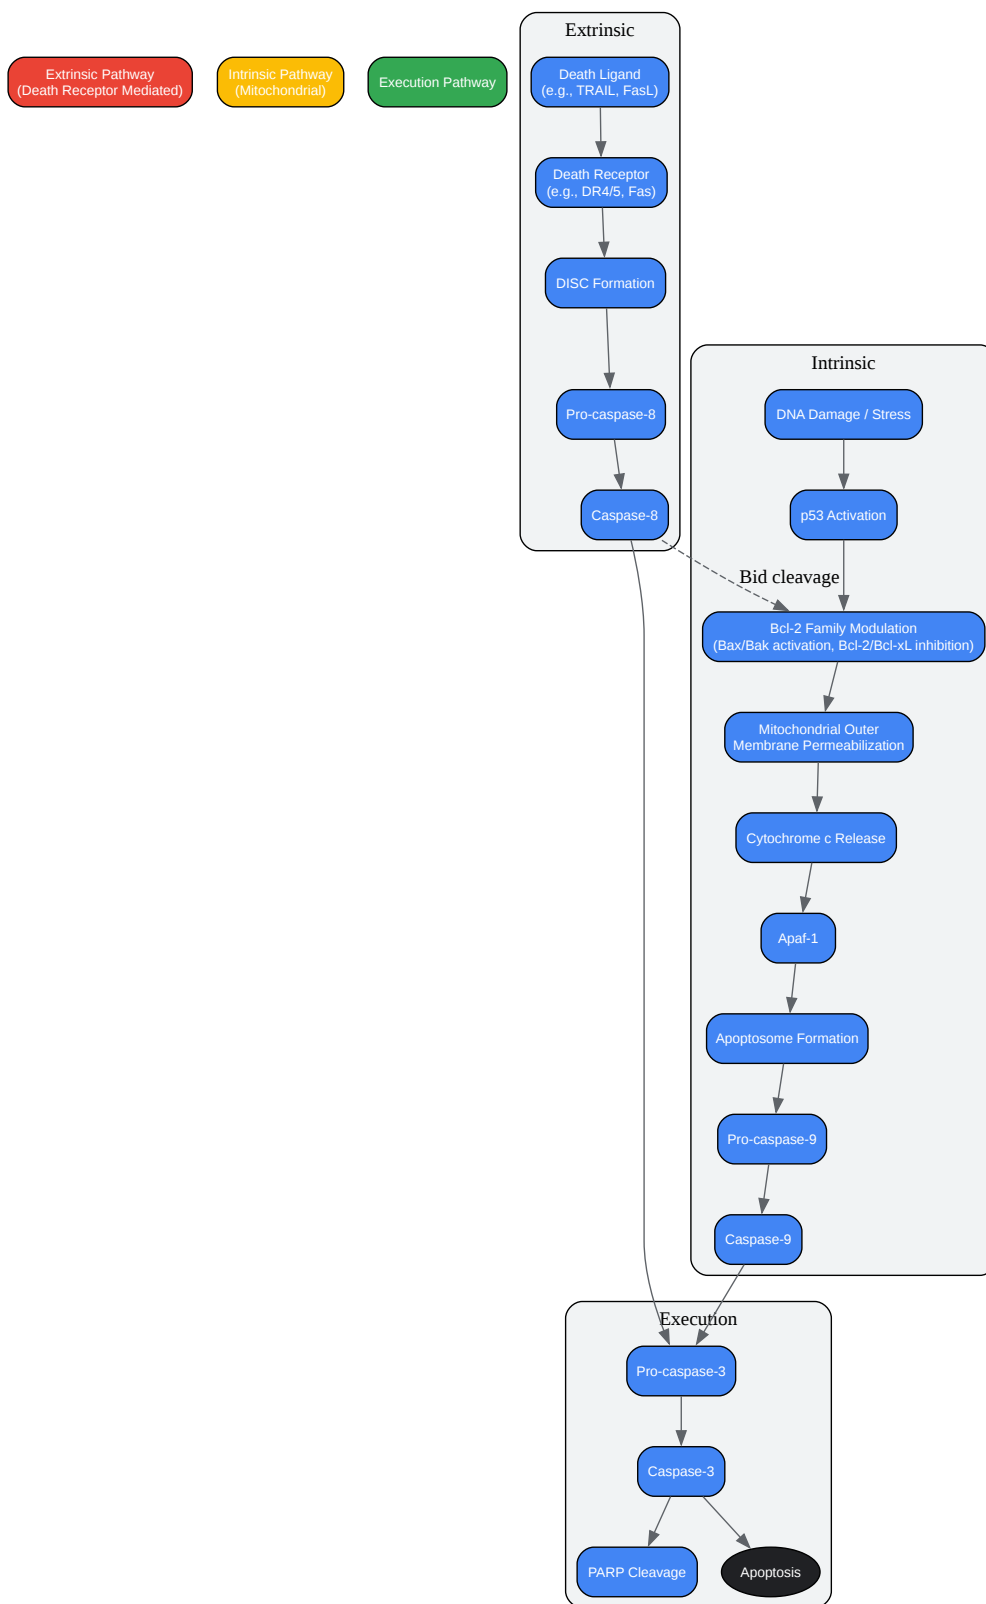 Extrinsic Pathway
(Death Receptor Mediated)
Intrinsic Pathway
(Mitochondrial)
Execution Pathway
Extrinsic
Death Ligand
(e.g., TRAIL, FasL)
Death Receptor
(e.g., DR4/5, Fas)
DISC Formation
Pro-caspase-8
Caspase-8
Intrinsic
DNA Damage / Stress
p53 Activation
Bid cleavage
Bcl-2 Family Modulation
(Bax/Bak activation, Bcl-2/Bcl-xL inhibition)
Mitochondrial Outer
Membrane Permeabilization
Cytochrome c Release
Apaf-1
Apoptosome Formation
Pro-caspase-9
Caspase-9
Execution
Pro-caspase-3
Caspase-3
PARP Cleavage
Apoptosis